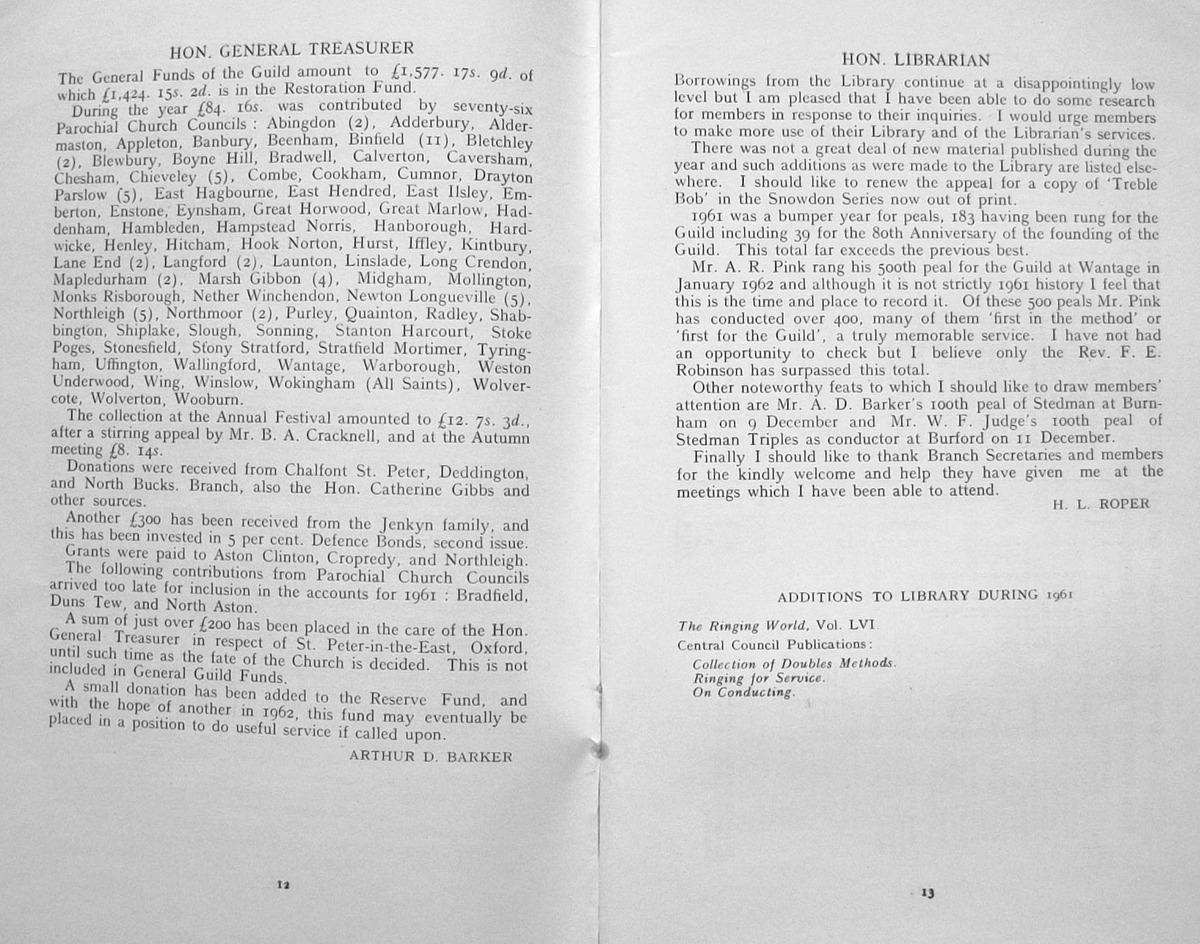 HON. GENERAL TREASURER
The General Funds of the Guild amount to £1,577. 17s. 9d. of
which £1,424. 15s. 2d. is in the Restoration Fund.
During the year £84. 16s. was contributed by seventy-six
Parochial Church Councils : Abingdon (2), Adderbury, Alder-
maston, Appleton, Banbury, Beenham, Binfield (11), Bletchley
(2), Blewbury, Boyne Hill, Bradwell, Calverton, Caversham,
Chesham, Chieveley (5), Combe, Cookham, Cumnor, Drayton
Parslow (5), East Hagbourne, East Hendred, East Ilsley, Em-
berton, Enstone, Eynsham, Great Horwood, Great Marlow, Had-
denham, Hambleden, Hampstead Norris, Hanborough, Hard-
wicke, Henley, Hitcham, Hook Norton, Hurst, Iffley, Kintbury,
Lane End (2), Langford (2), Launton, Linslade, Long Crendon,
Mapledurham (2), Marsh Gibbon (4), Midgham, Mollington,
Monks Risborough, Nether Winchendon, Newton Longueville (5),
Northleigh (5), Northmoor (2), Purley, Quainton, Radley, Shab-
bington, Shiplake, Slough, Sonning, Stanton Harcourt, Stoke
Poges, Stonesfield, Stony Stratford, Stratfield Mortimer, Tyring-
ham, Uffington, Wallingford, Wantage, Warborough, Weston
Underwood, Wing, Winslow, Wokingham (All Saints), Wolver-
cote, Wolverton, Wooburn.
The collection at the Annual Festival amounted to £12. 7s. 3d.,
after a stirring appeal by Mr. B. A. Cracknell, and at the Autumn
meeting £8. 14s.
Donations were received from Chalfont St. Peter, Deddington,
and North Bucks. Branch, also the Hon. Catherine Gibbs and
other sources.
Another £300 has been received from the Jenkyn family, and
this has been invested in 5 per cent. Defence Bonds, second issue.
Grants were paid to Aston Clinton, Cropredy, and Northleigh.
The following contributions from Parochial Church Councils
arrived too late for inclusion in the accounts for 1961 : Bradfield,
Duns Tew, and North Aston.
A sum of just over £200 has been placed in the care of the Hon.
General Treasurer in respect of St. Peter-in-the-East, Oxford,
until such time as the fate of the Church is decided. This is not
included in General Guild Funds.
A small donation has been added to the Reserve Fund, and
with the hope of another in 1962, this fund may eventually be
placed in a position to do useful service if called upon.
ARTHUR D. BARKER
12
HON. LIBRARIAN
Borrowings from the Library continue at a disappointingly low
level but I am pleased that I have been able to do some research
for members in response to their inquiries. I would urge members
to make more use of their Library and of the Librarian's services.
There was not a great deal of new material published during the
year and such additions as were made to the Library are listed else-
where. I should like to renew the appeal for a copy of 'Treble
Bob' in the Snowdon Series now out of print.
1961 was a bumper year for peals, 183 having been rung for the
Guild including 39 for the 80th Anniversary of the founding of the
Guild. This total far exceeds the previous best.
Mr. A. R. Pink rang his 500th peal for the Guild at Wantage in
January 1962 and although it is not strictly 1961 history I feel that
this is the time and place to record it. Of these 500 peals Mr. Pink
has conducted over 400, many of them 'first in the method' or
'first for the Guild', a truly memorable service. I have not had
an opportunity to check but I believe only the Rev. F. E.
Robinson has surpassed this total.
Other noteworthy feats to which I should like to draw members'
attention are Mr. A. D. Barker's 100th peal of Stedman at Burn-
ham on 9 December and Mr. W. F. Judge's 100th peal of
Stedman Triples as conductor at Burford on 11 December.
Finally I should like to thank Branch Secretaries and members
for the kindly welcome and help they have given me at the
meetings which I have been able to attend.
H. L. ROPER
ADDITIONS TO LIBRARY DURING 1961
The Ringing World, Vol. LVI.
Central Council Publications :
Collection of Doubles Methods.
Ringing for Service.
On Conducting.
13